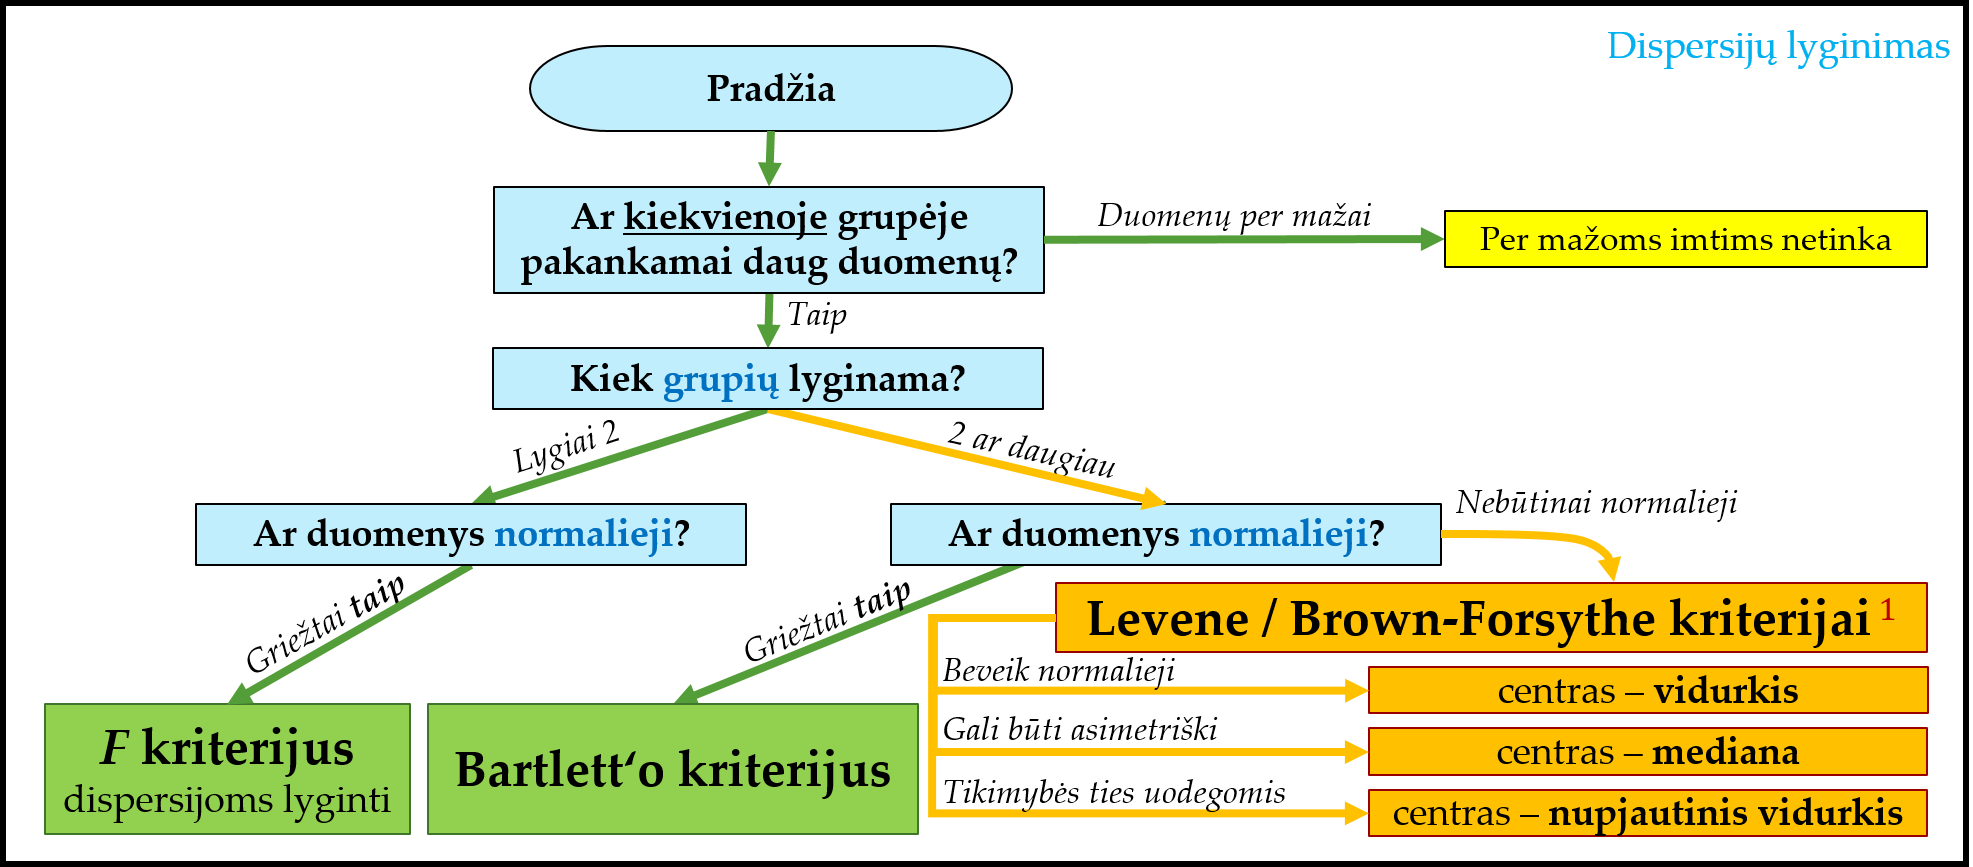 Dispersijų lyginimas
Pradžia
Ar kiekvienoje grupėje
pakankamai daug duomenų?
Duomenų per mažai
Per mažoms imtims netinka
Taip
Kiek grupių lyginama?
Lygiai 2
2 ar daugiau
Ar duomenys normalieji?
Ar duomenys normalieji?
Nebūtinai normalieji
Griežtai taip
Griežtai taip
Levene / Brown-Forsythe kriterijai 1
Beveik normalieji
centras – vidurkis
Gali būti asimetriški
centras – mediana
Tikimybės ties uodegomis
centras – nupjautinis vidurkis
F kriterijus
dispersijoms lyginti
Bartlett‘o kriterijus